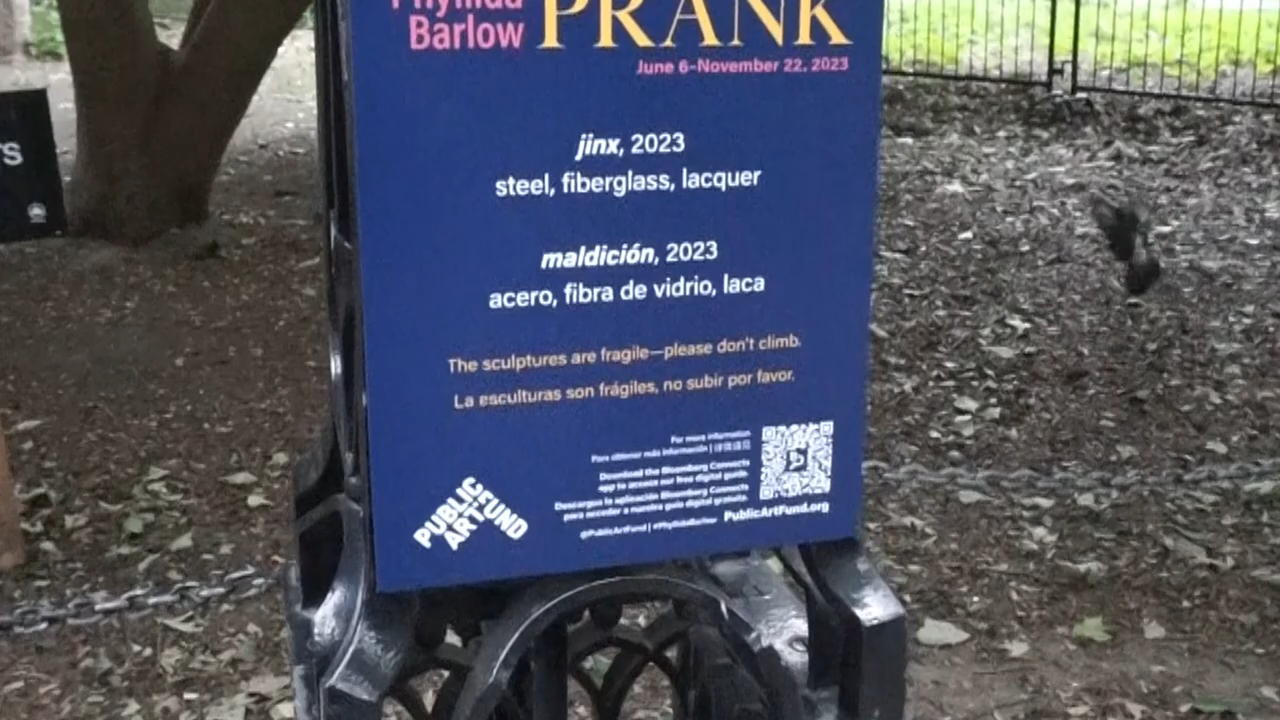 Phyllida
Barlow
PRANK
June 6–November 22, 2023
jinx, 2023
steel, fiberglass, lacquer
maldición, 2023
acero, fibra de vidrio, laca
The sculptures are fragile—please don't climb.
La esculturas son frágiles, no subir por favor.
For more information
Para obtener más información |
Download the Bloomberg Connects
app to access our free digital guide.
Descargue la aplicación Bloomberg Connects
para acceder a nuestra guía digital gratuita.
@PublicArtFund | #PhyllidaBarlow
PublicArtFund.org
PUBLIC
ART FUND